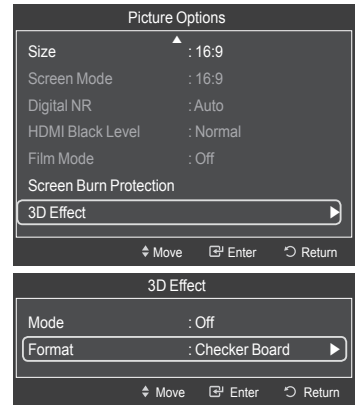 Picture Options
Size : 16:9
Screen Mode : 16:9
Digital NR : Auto
HDMI Black Level : Normal
Film Mode : Off
Screen Burn Protection
3D Effect
Move Enter Return
3D Effect
Mode : Off
Format : Checker Board
Move Enter Return